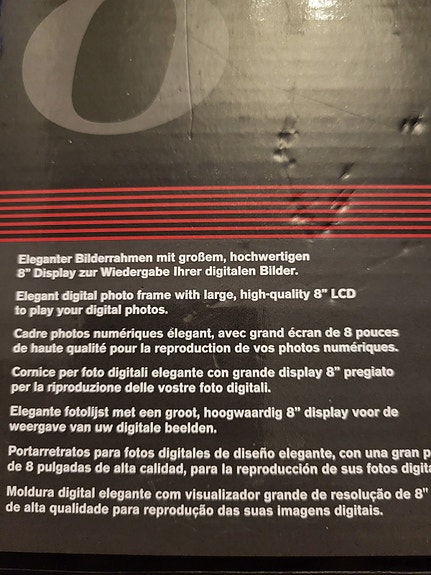 Eleganter Bilderrahmen mit großem, hochwertigen
8" Display zur Wiedergabe Ihrer digitalen Bilder.
Elegant digital photo frame with large, high-quality 8" LCD
to play your digital photos.
Cadre photos numériques élegant, avec grand écran de 8 pouces
de haute qualité pour la reproduction de vos photos numériques.
Cornice per foto digitali elegante con grande display 8" pregiato
per la riproduzione delle vostre foto digitali.
Elegante fotolijst met een groot, hoogwaardig 8" display voor de
weergave van uw digitale beelden.
Portarretratos para fotos digitales de diseño elegante, con una gran
de 8 pulgadas de alta calidad, para la reproducción de sus fotos
Moldura digital elegante com visualizador grande de resolução de 8"
de alta qualidade para reprodução das suas imagens digitais.